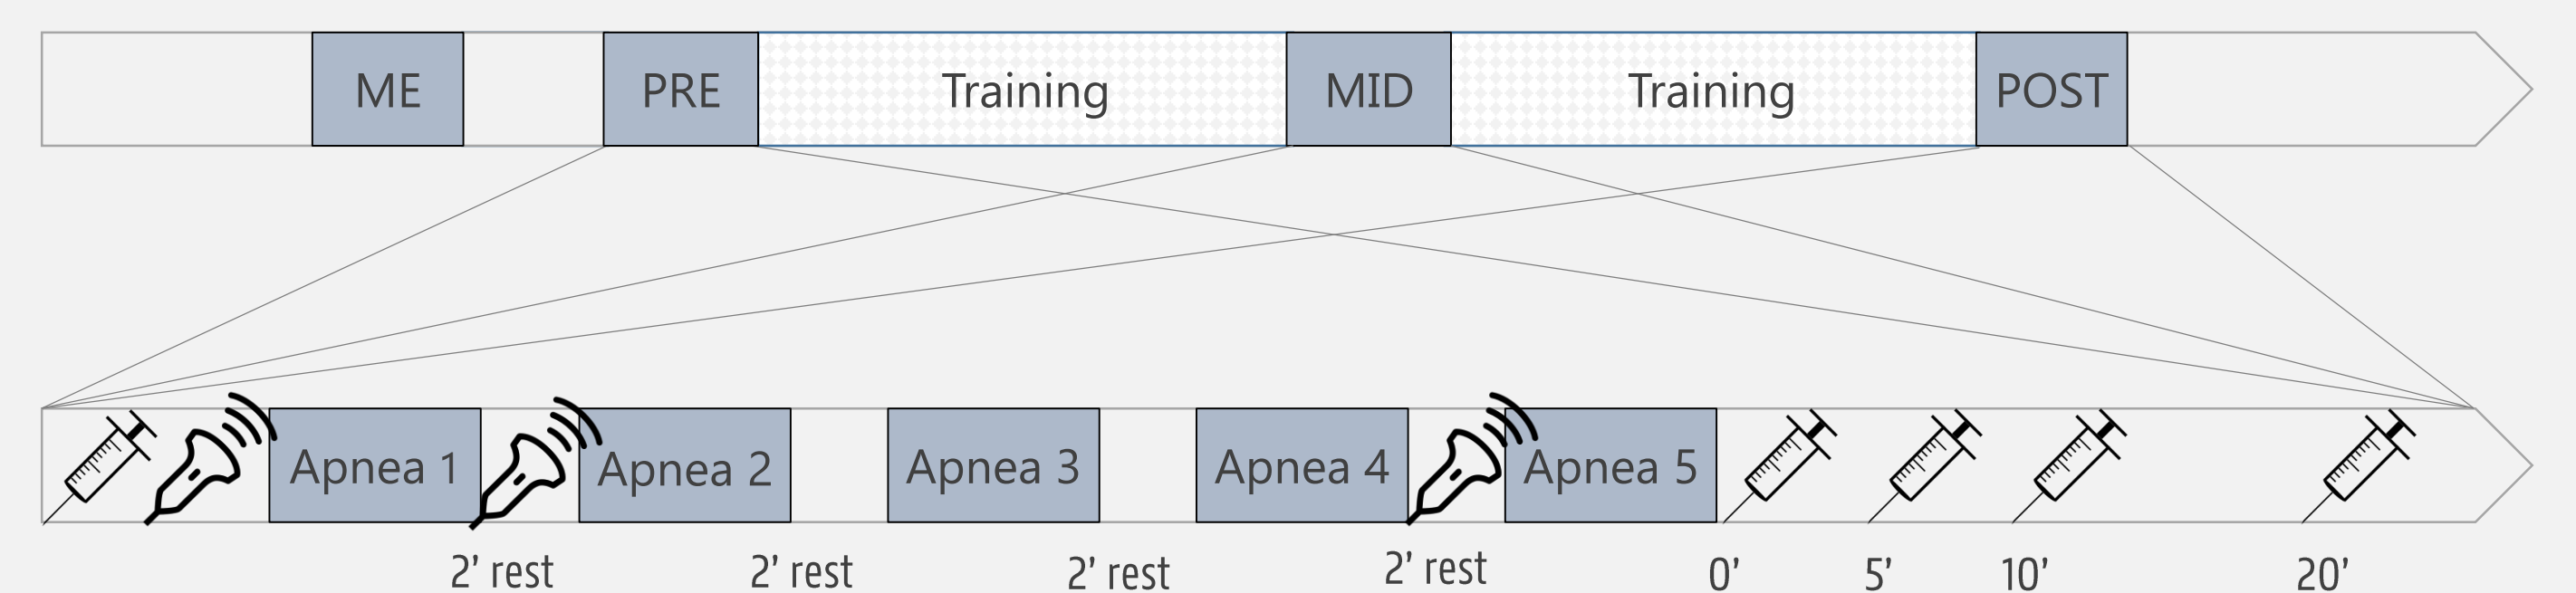 ME PRE Training MID Training POST
Apnea 1 Apnea 2 Apnea 3 Apnea 4 Apnea 5
2’ rest 2’ rest 2’ rest 2’ rest 0’ 5’ 10’ 20’